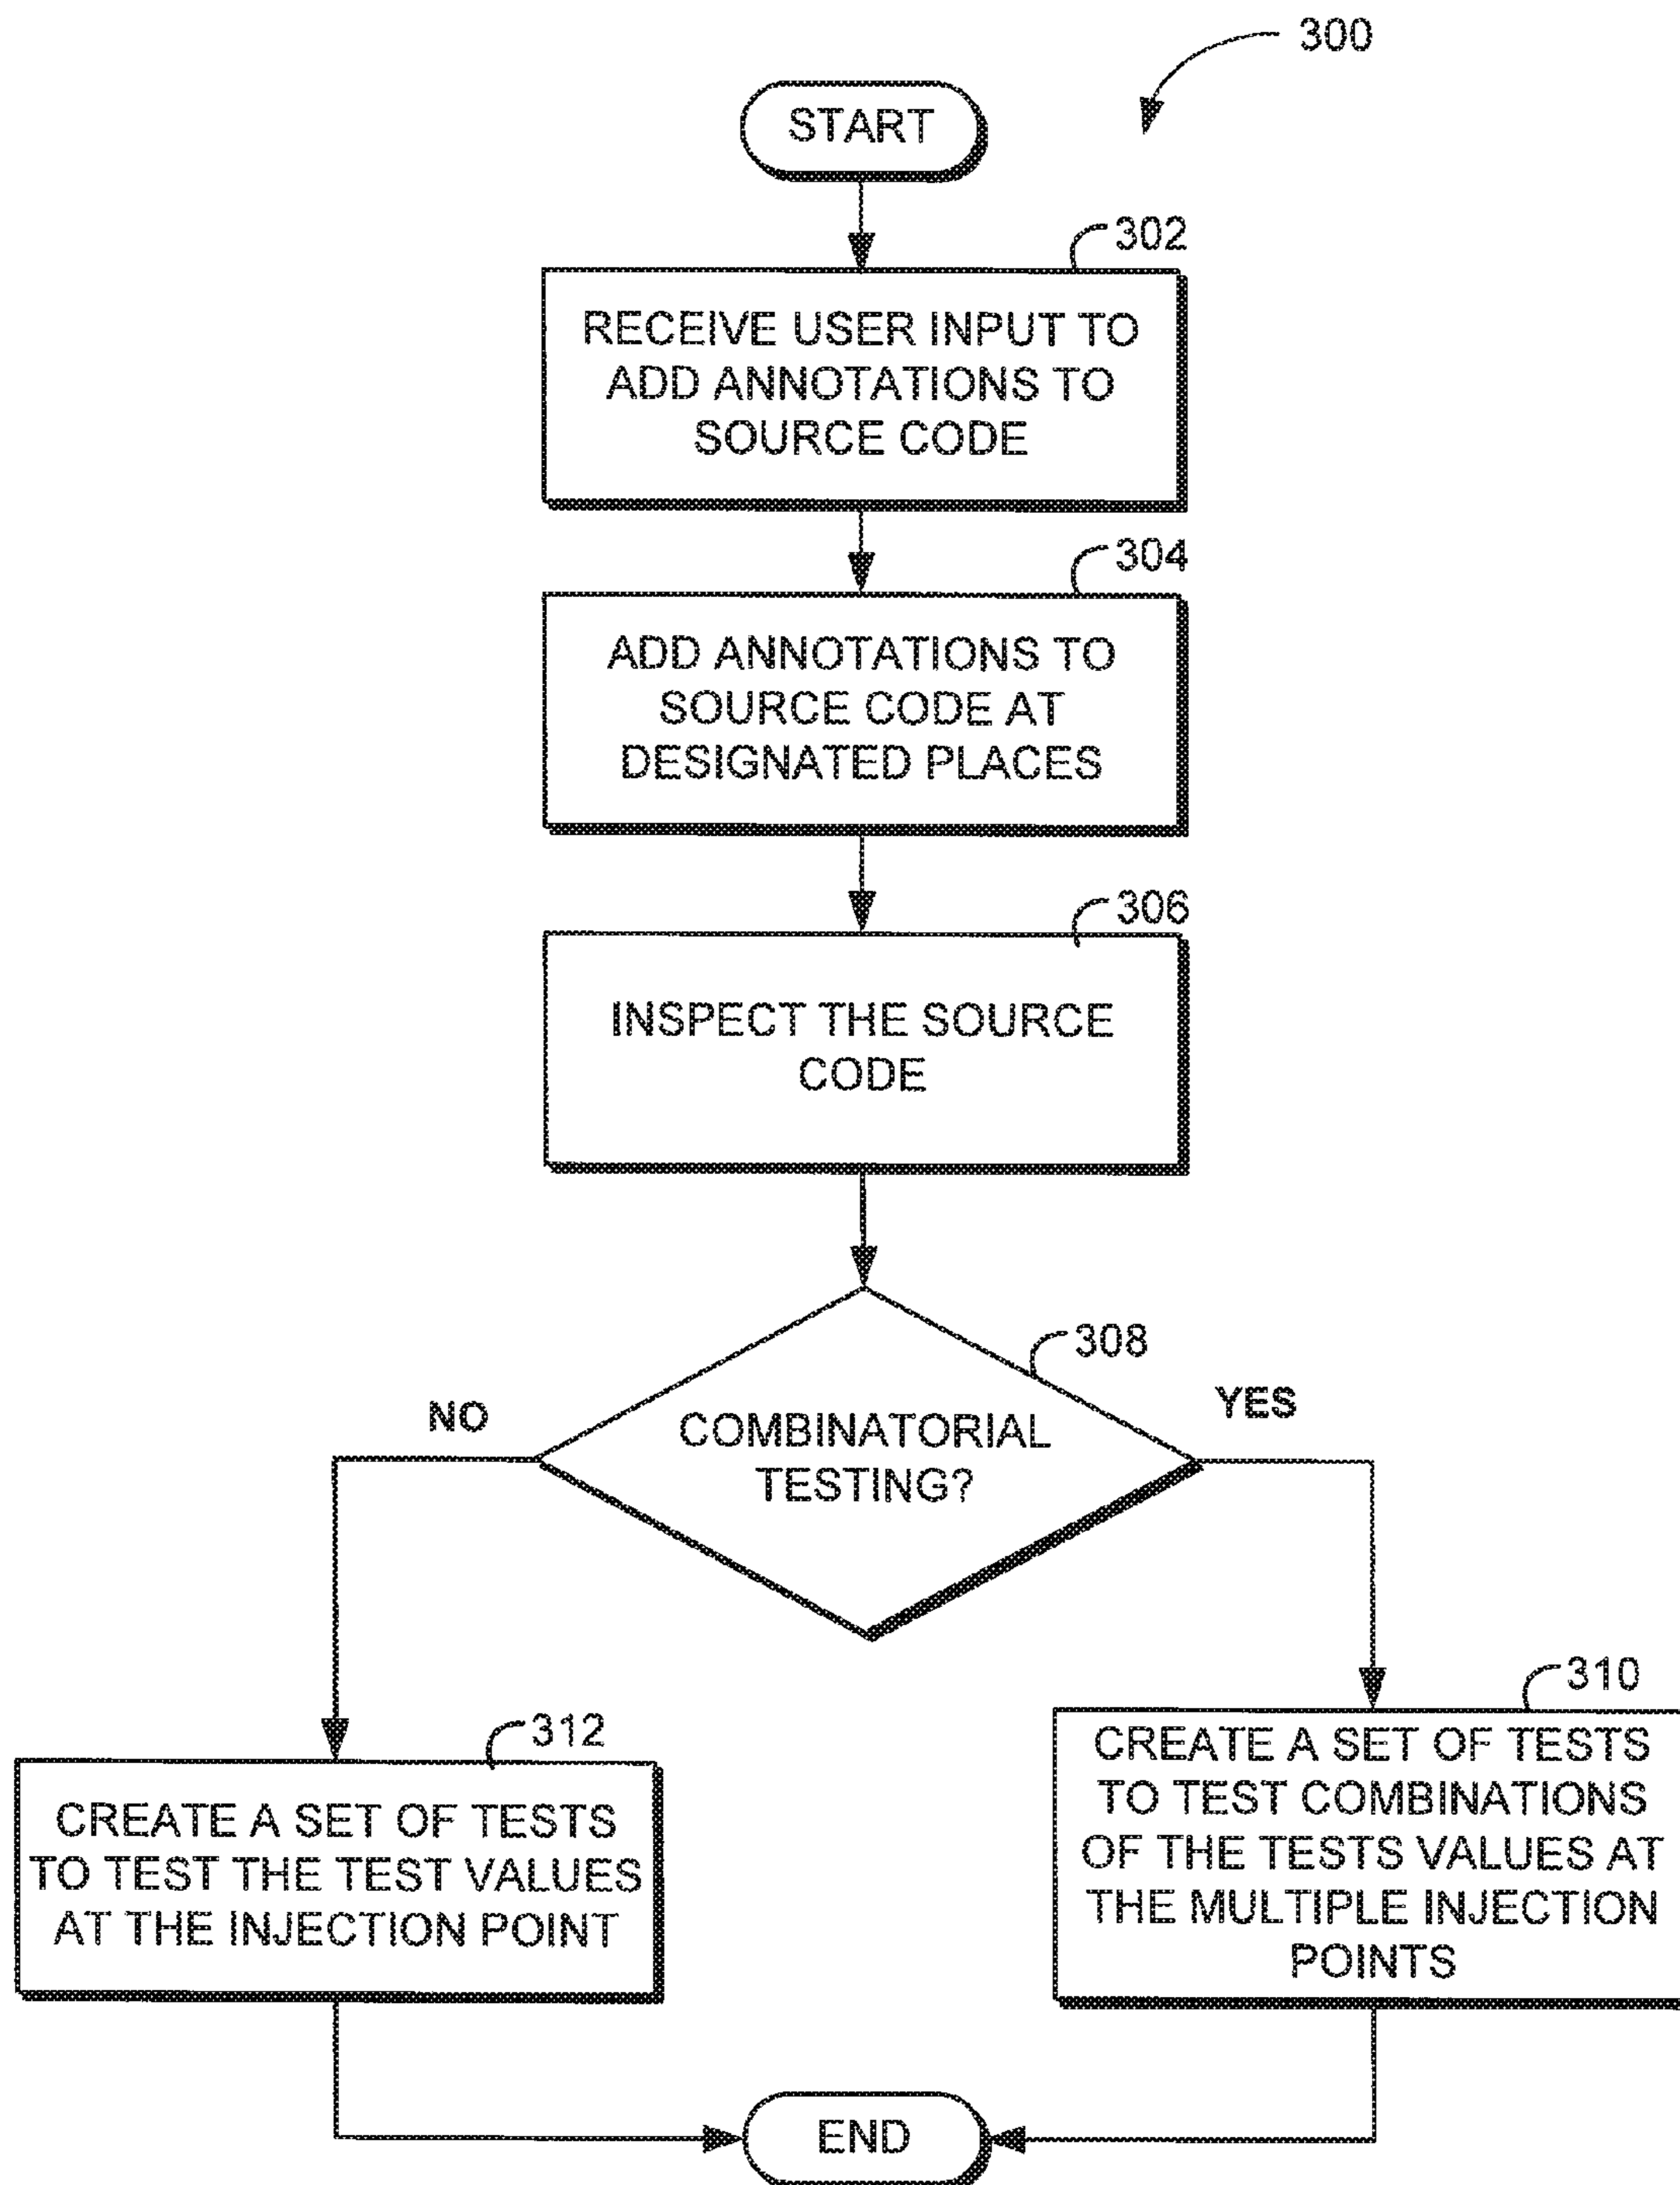 300
START
302
RECEIVE USER INPUT TO
ADD ANNOTATIONS TO
SOURCE CODE
304
ADD ANNOTATIONS TO
SOURCE CODE AT
DESIGNATED PLACES
306
INSPECT THE SOURCE
CODE
308
COMBINATORIAL
TESTING?
NO
YES
312
CREATE A SET OF TESTS
TO TEST THE TEST VALUES
AT THE INJECTION POINT
310
CREATE A SET OF TESTS
TO TEST COMBINATIONS
OF THE TESTS VALUES AT
THE MULTIPLE INJECTION
POINTS
END